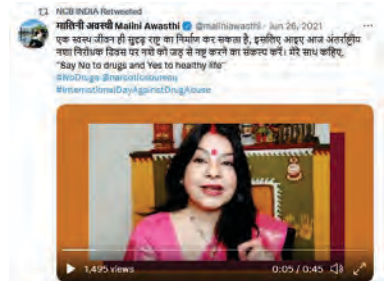 NCB INDIA Retweeted
मालिनी अवस्थी Malini Awasthi @maliniawasthi · Jun 26, 2021
एक स्वस्थ जीवन ही सुदृढ़ राष्ट्र का निर्माण कर सकता है, इसलिए आइए आज अंतर्राष्ट्रीय
नशा निरोधक दिवस पर नशे को जड़ से नष्ट करने का संकल्प करें। मेरे साथ कहिए,
"Say No to drugs and Yes to healthy life"
#NoDrugs @narcoticsbureau
#InternationalDayAgainstDrugAbuse
1,495 views
0:05 / 0:45